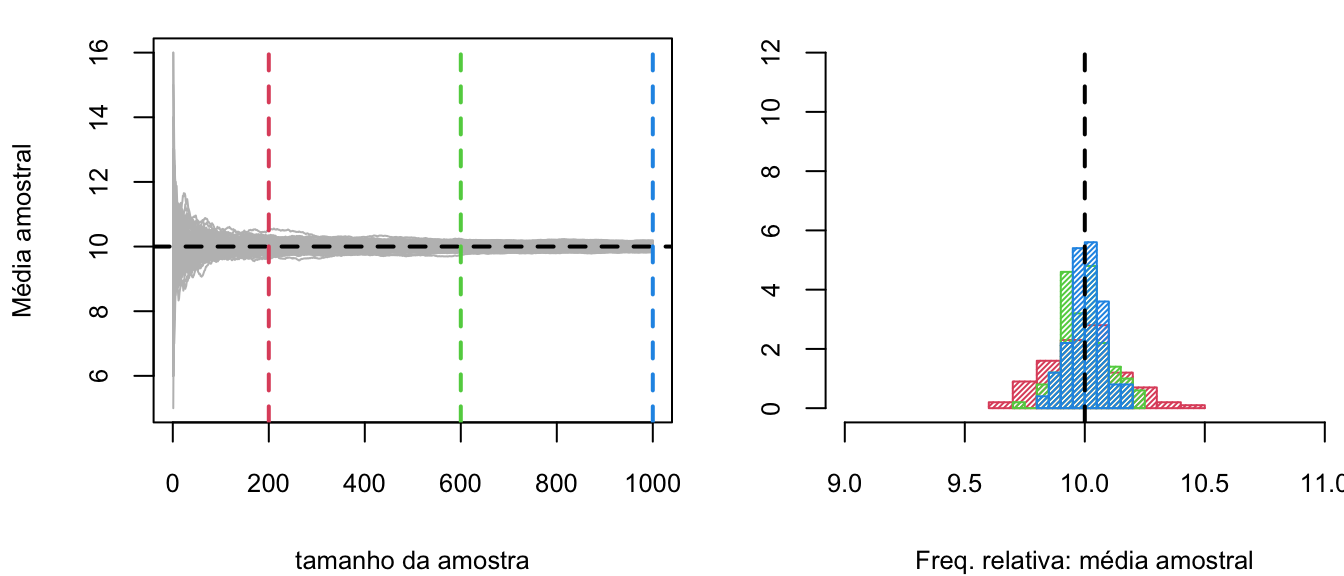 Média amostral
16
14
12
10
8
6
0 200 400 600 800 1000
tamanho da amostra
12
10
8
6
4
2
0
9.0 9.5 10.0 10.5 11.0
Freq. relativa: média amostral